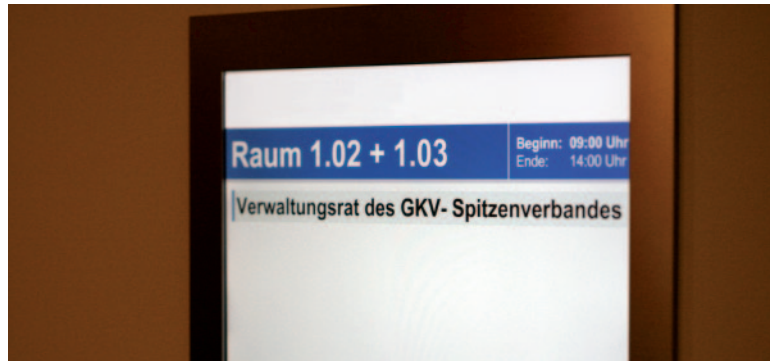 Raum 1.02 + 1.03
Beginn: 09:00 Uhr
Ende: 14:00 Uhr
Verwaltungsrat des GKV- Spitzenverbandes